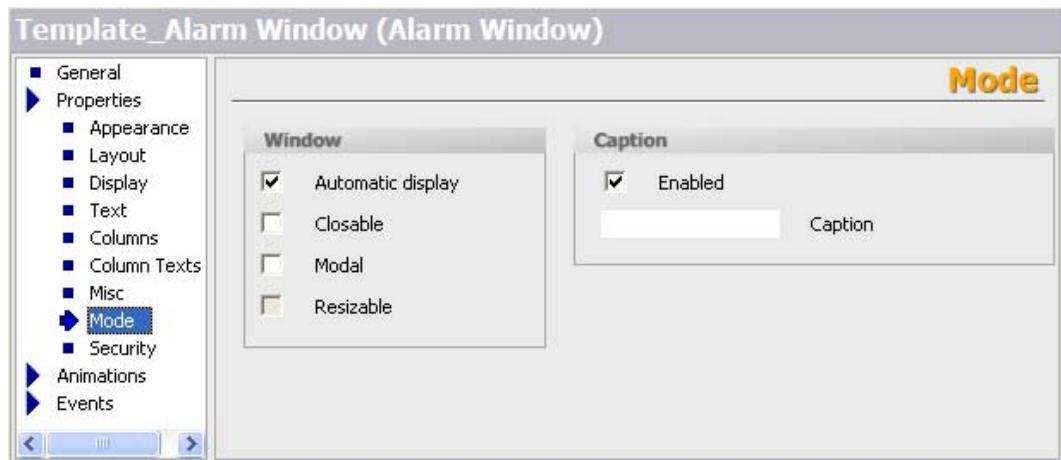 Template_Alarm Window (Alarm Window)
General
Properties
Appearance
Layout
Display
Text
Columns
Column Texts
Misc
Mode
Security
Animations
Events
Mode
Window
Automatic display
Closable
Modal
Resizable
Caption
Enabled
Caption